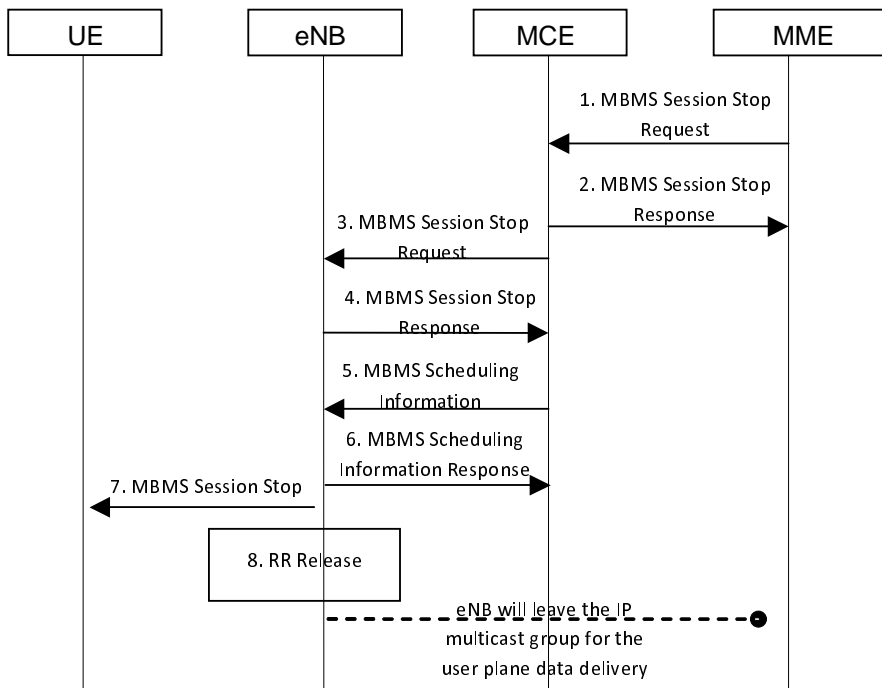 UE
eNB
MCE
MME
1. MBMS Session Stop
Request
2. MBMS Session Stop
Response
3. MBMS Session Stop
Request
4. MBMS Session Stop
Response
5. MBMS Scheduling
Information
6. MBMS Scheduling
Information Response
7. MBMS Session Stop
8. RR Release
eNB will leave the IP
multicast group for the
user plane data delivery